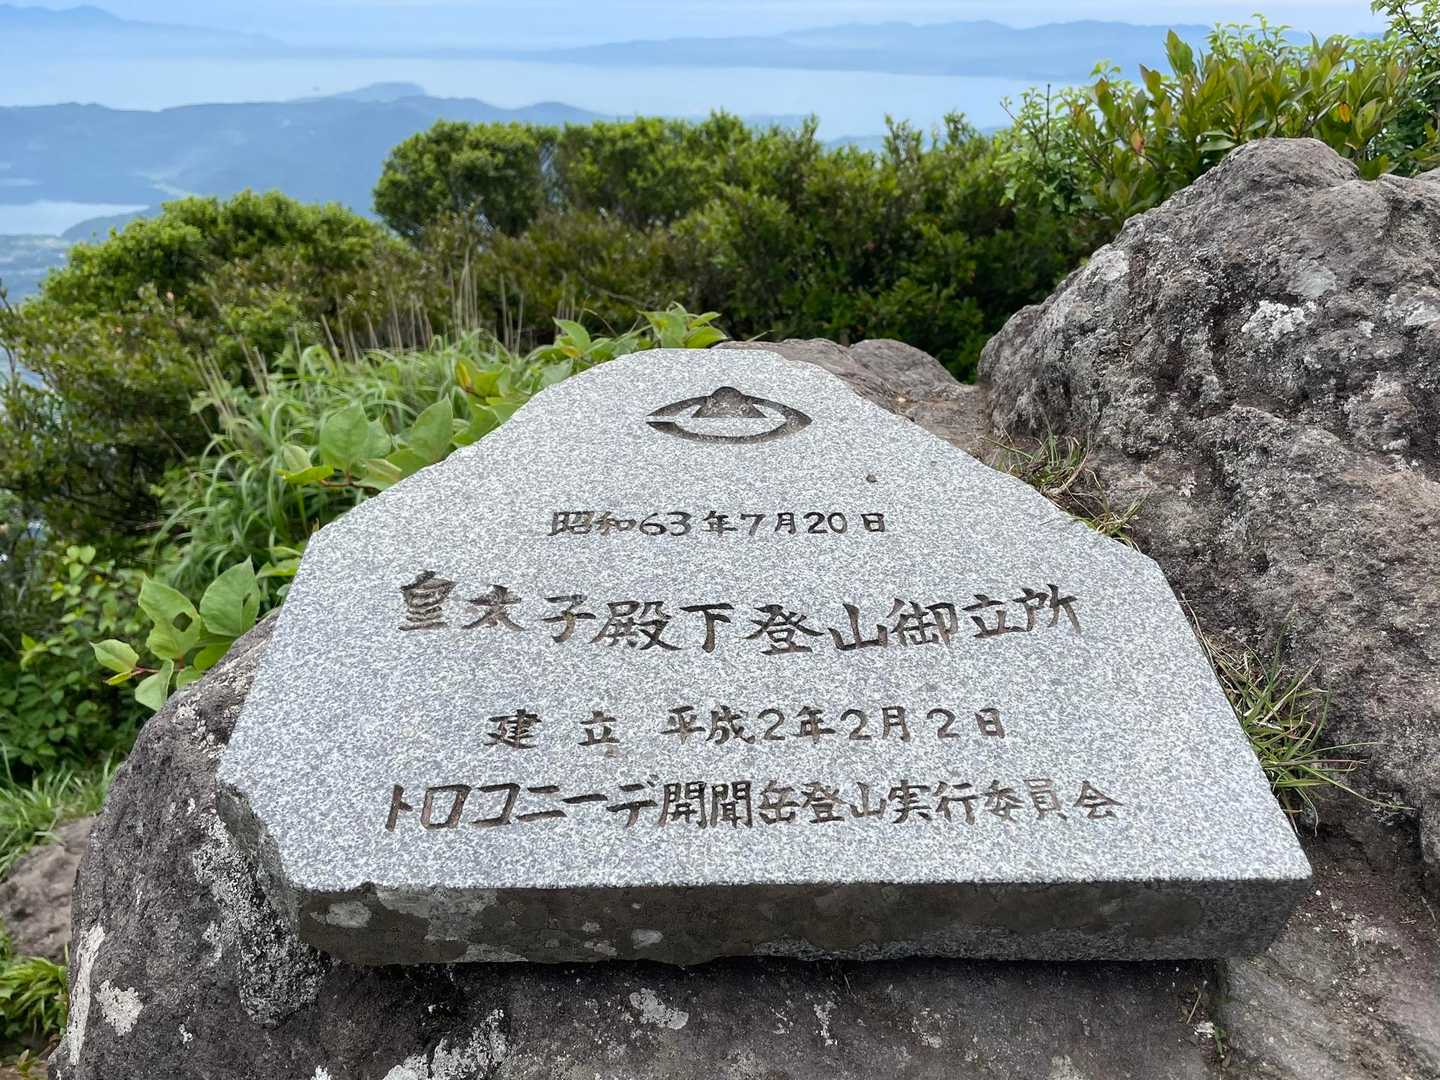 昭和63年7月20日
皇太子殿下登山御立所
建立 平成2年2月22日
トロコニーデ開聞岳登山実行委員会